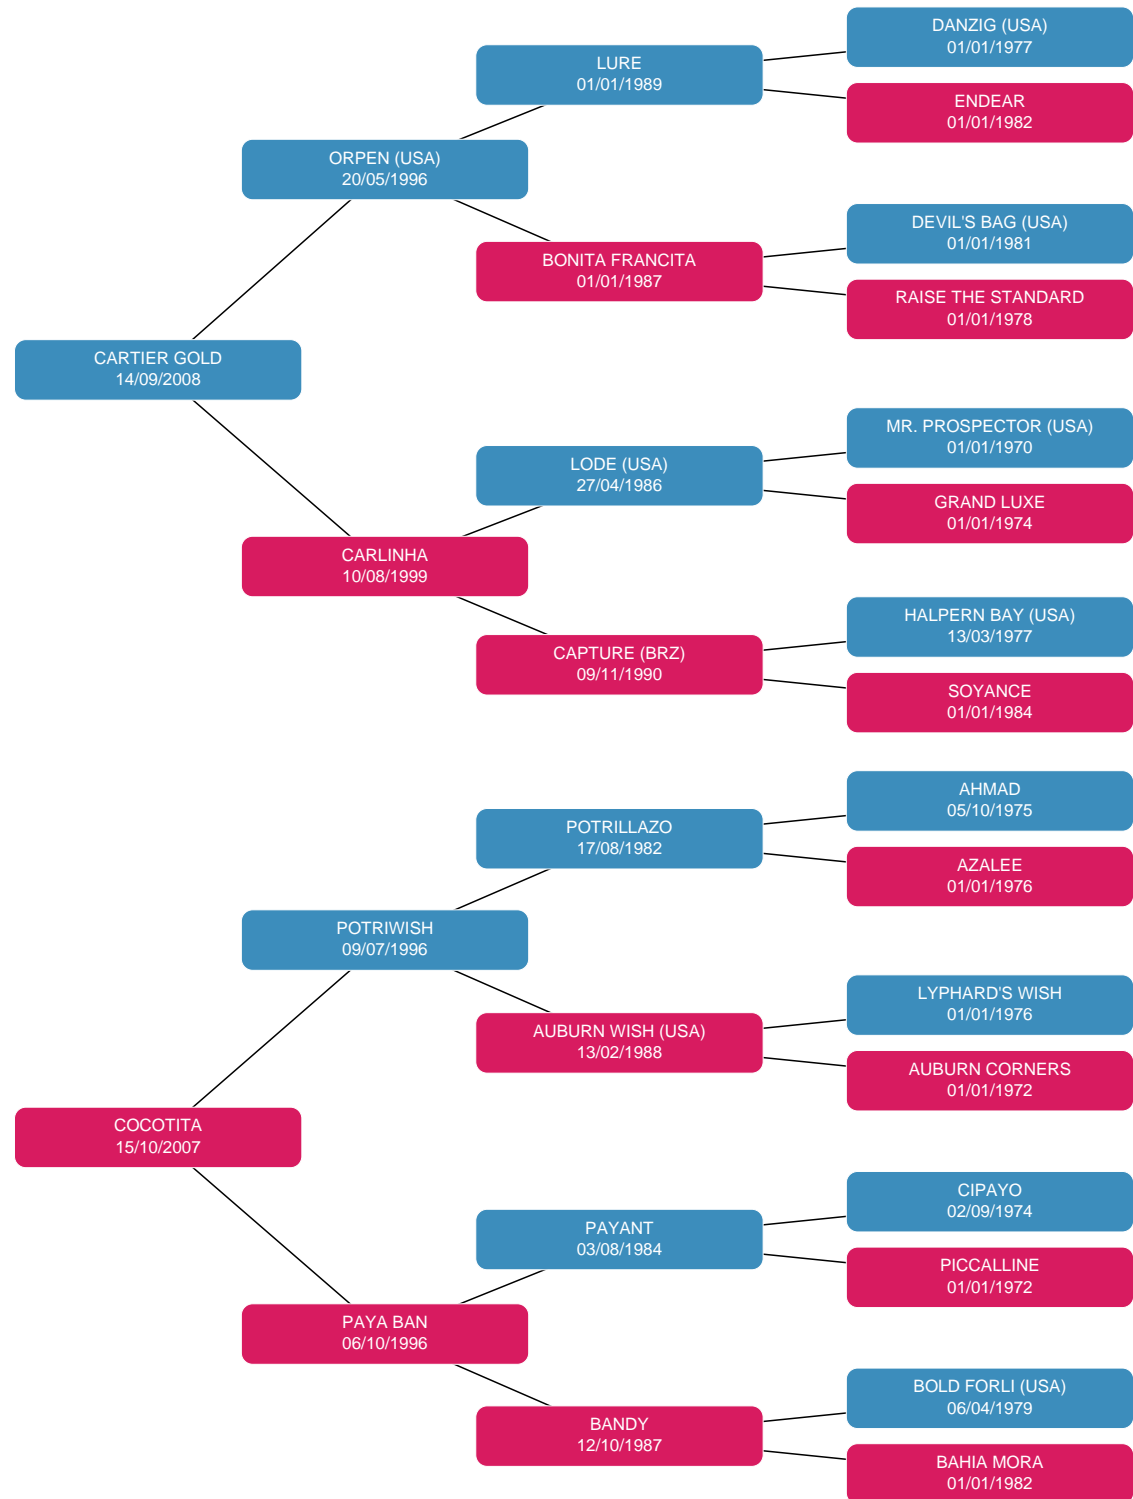 DANZIG (USA)
01/01/1977
LURE
01/01/1989
ENDEAR
01/01/1982
ORPEN (USA)
20/05/1996
DEVIL'S BAG (USA)
01/01/1981
BONITA FRANCITA
01/01/1987
RAISE THE STANDARD
01/01/1978
CARTIER GOLD
14/09/2008
MR. PROSPECTOR (USA)
01/01/1970
LODE (USA)
27/04/1986
GRAND LUXE
01/01/1974
CARLINHA
10/08/1999
HALPERN BAY (USA)
13/03/1977
CAPTURE (BRZ)
09/11/1990
SOYANCE
01/01/1984
AHMAD
05/10/1975
POTRILLAZO
17/08/1982
AZALEE
01/01/1976
POTRIWISH
09/07/1996
LYPHARD'S WISH
01/01/1976
AUBURN WISH (USA)
13/02/1988
AUBURN CORNERS
01/01/1972
COCOTITA
15/10/2007
CIPAYO
02/09/1974
PAYANT
03/08/1984
PICCALLINE
01/01/1972
PAYA BAN
06/10/1996
BOLD FORLI (USA)
06/04/1979
BANDY
12/10/1987
BAHIA MORA
01/01/1982